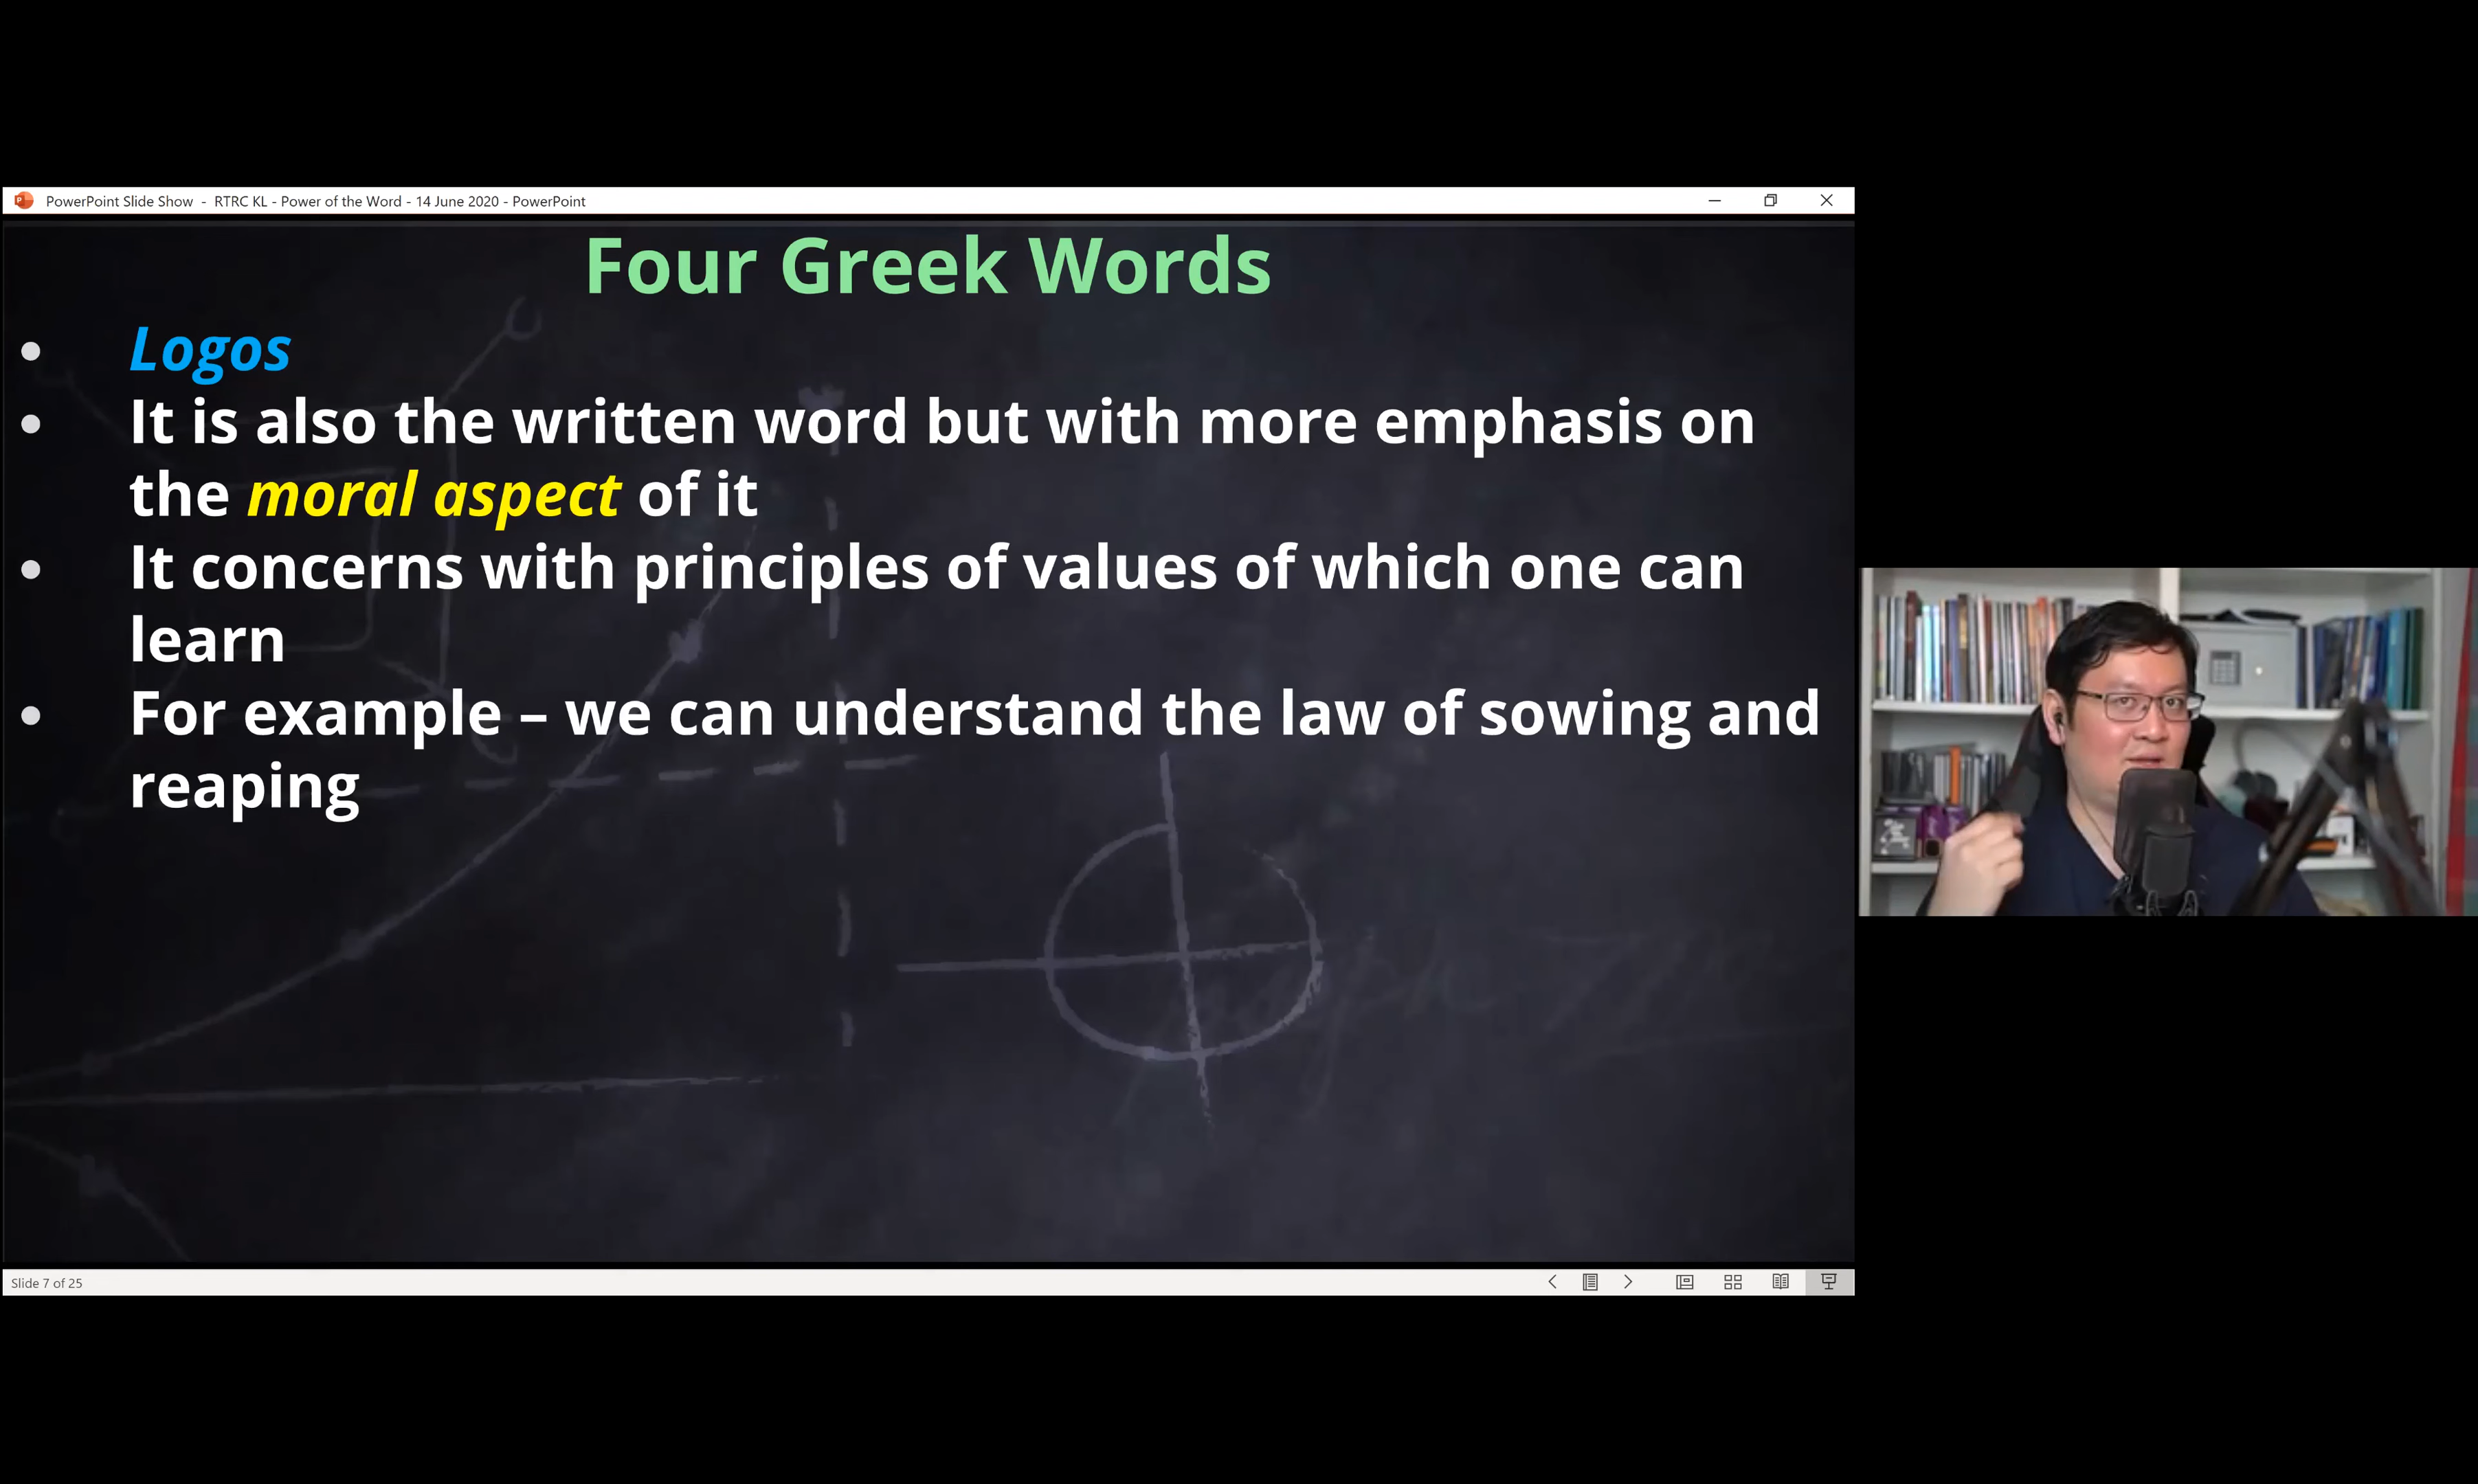 PowerPoint Slide Show - RTRC KL - Power of the Word - 14 June 2020 - PowerPoint
Four Greek Words
• Logos
• It is also the written word but with more emphasis on
the moral aspect of it
• It concerns with principles of values of which one can
learn
• For example – we can understand the law of sowing and
reaping
Slide 7 of 25